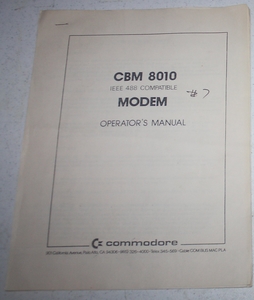 CBM 8010
IEEE 488 COMPATIBLE
-#7
MODEM
OPERATOR'S MANUAL
commodore